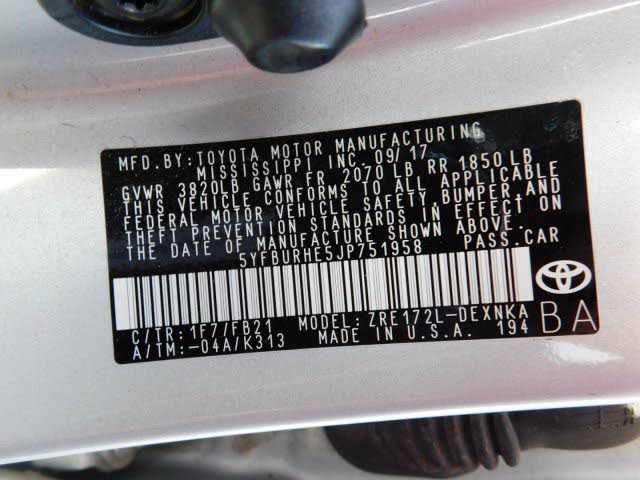 MFD. BY: TOYOTA MOTOR MANUFACTURING
MISSISSIPPI INC. 09/17
GVWR 3820LB GAWR FR 2070 LB, RR 1850 LB
THIS VEHICLE CONFORMS TO ALL APPLICABLE
FEDERAL MOTOR VEHICLE SAFETY, BUMPER, AND
THEFT PREVENTION STANDARDS IN EFFECT ON
THE DATE OF MANUFACTURE SHOWN ABOVE.
5YFBURHE5JP751958 PASS. CAR
C/TR: 1F7/FB21 MODEL: ZRE172L-DEXNKA
A/TM: -04A/K313 MADE IN U.S.A. 194
BA